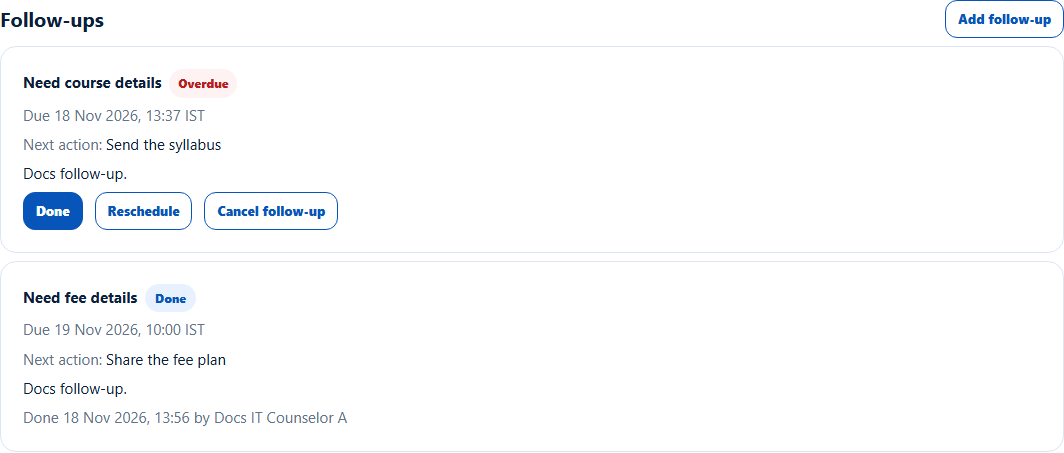 Follow-ups
Add follow-up
Need course details Overdue
Due 18 Nov 2026, 13:37 IST
Next action: Send the syllabus
Docs follow-up.
Done Reschedule Cancel follow-up
Need fee details Done
Due 19 Nov 2026, 10:00 IST
Next action: Share the fee plan
Docs follow-up.
Done 18 Nov 2026, 13:56 by Docs IT Counselor A